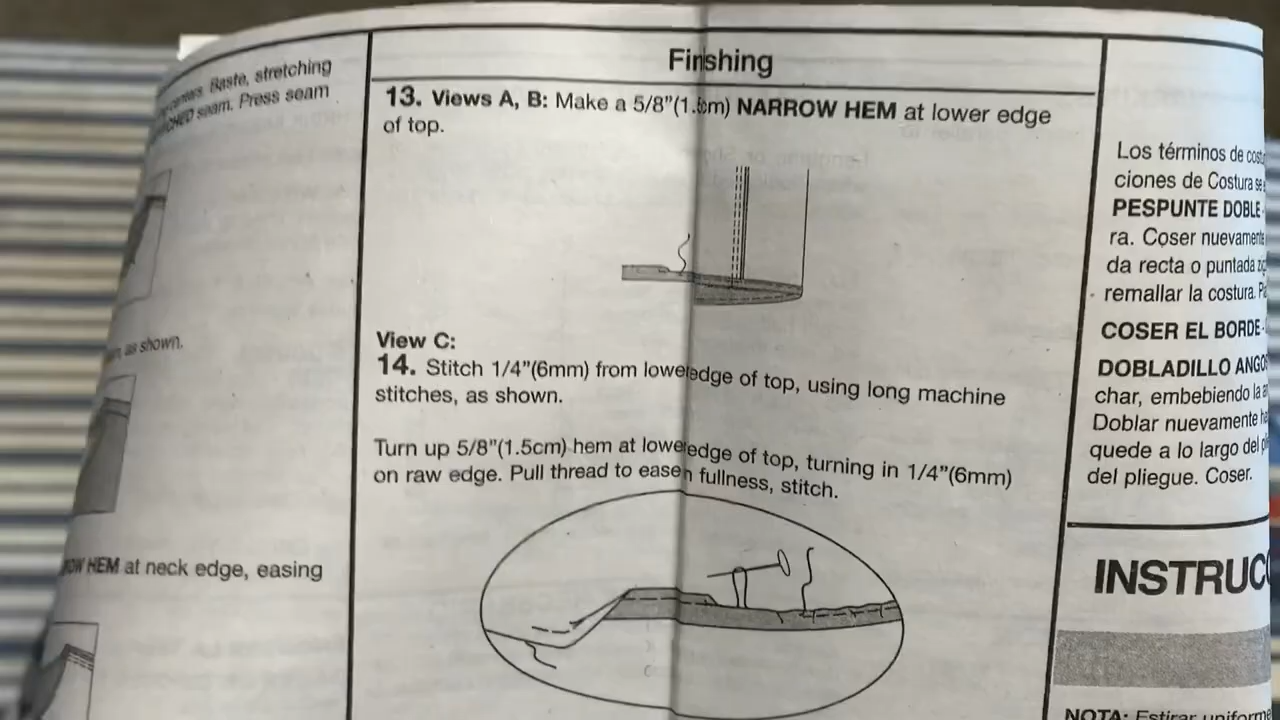 centers. Baste, stretching
seam. Press seam
as shown.
HEM at neck edge, easing
Finishing
13. Views A, B: Make a 5/8”(1.5cm) NARROW HEM at lower edge
of top.
View C:
14. Stitch 1/4”(6mm) from lower edge of top, using long machine
stitches, as shown.
Turn up 5/8”(1.5cm) hem at lower edge of top, turning in 1/4”(6mm)
on raw edge. Pull thread to ease in fullness, stitch.
Los términos de
ciones de Costura se
PESPUNTE DOBLE -
ra. Coser nuevamente
da recta o puntada
remallar la costura.
COSER EL BORDE -
DOBLADILLO
char, embebiendo la
Doblar nuevamente
quede a lo largo del
del pliegue. Coser.
NOTA: Estirar